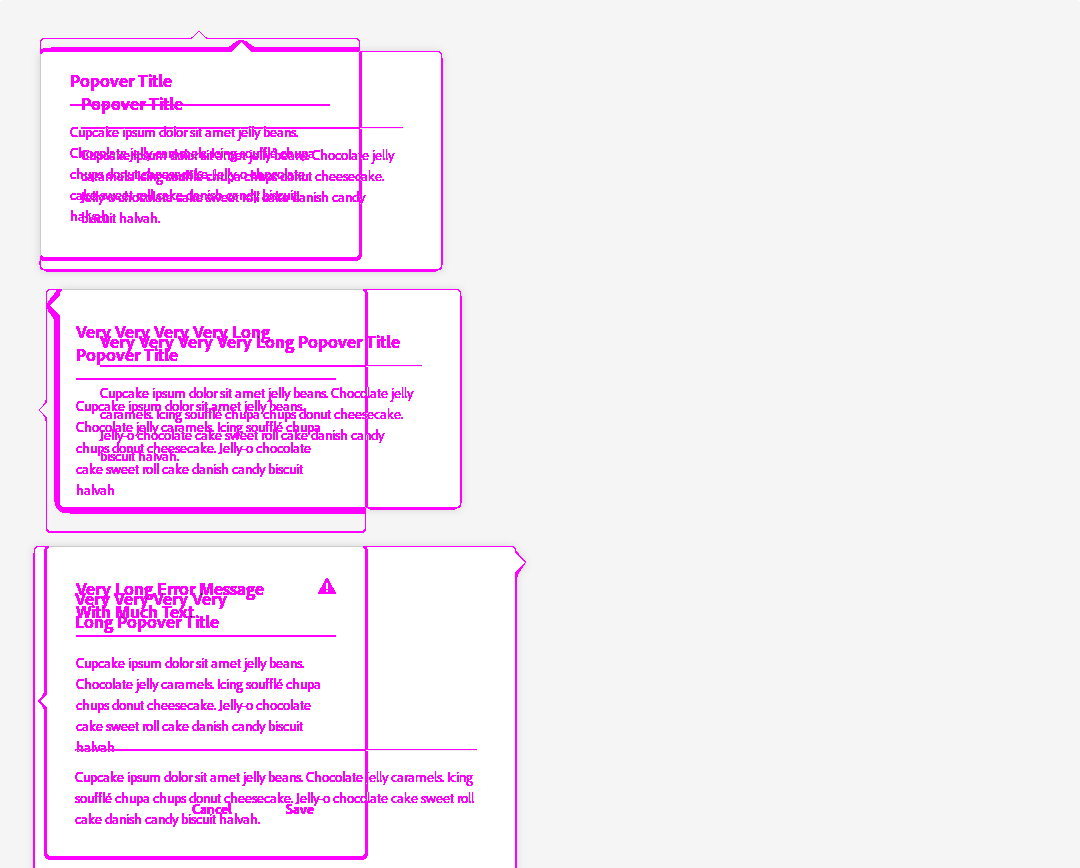 Popover Title
Popover Title
Cupcake ipsum dolor sit amet jelly beans.
Chocolate jelly caramels. Icing soufflé chupa
chups donut cheesecake. Jelly-o chocolate
cake sweet roll cake danish candy biscuit
halvah.
Cupcake ipsum dolor sit amet jelly beans. Chocolate jelly
caramels. Icing soufflé chupa chups donut cheesecake.
Jelly-o chocolate cake sweet roll cake danish candy
biscuit halvah.
Very Very Very Very Long
Popover Title
Very Very Very Very Long Popover Title
Cupcake ipsum dolor sit amet jelly beans. Chocolate jelly
caramels. Icing soufflé chupa chups donut cheesecake.
Jelly-o chocolate cake sweet roll cake danish candy
biscuit halvah.
Cupcake ipsum dolor sit amet jelly beans.
Chocolate jelly caramels. Icing soufflé chupa
chups donut cheesecake. Jelly-o chocolate
cake sweet roll cake danish candy biscuit
halvah
Very Long Error Message
With Much Text
Very Very Very Very
Long Popover Title
Cupcake ipsum dolor sit amet jelly beans.
Chocolate jelly caramels. Icing soufflé chupa
chups donut cheesecake. Jelly-o chocolate
cake sweet roll cake danish candy biscuit
halvah
Cupcake ipsum dolor sit amet jelly beans. Chocolate jelly caramels. Icing
soufflé chupa chups donut cheesecake. Jelly-o chocolate cake sweet roll
cake danish candy biscuit halvah.
Cancel Save